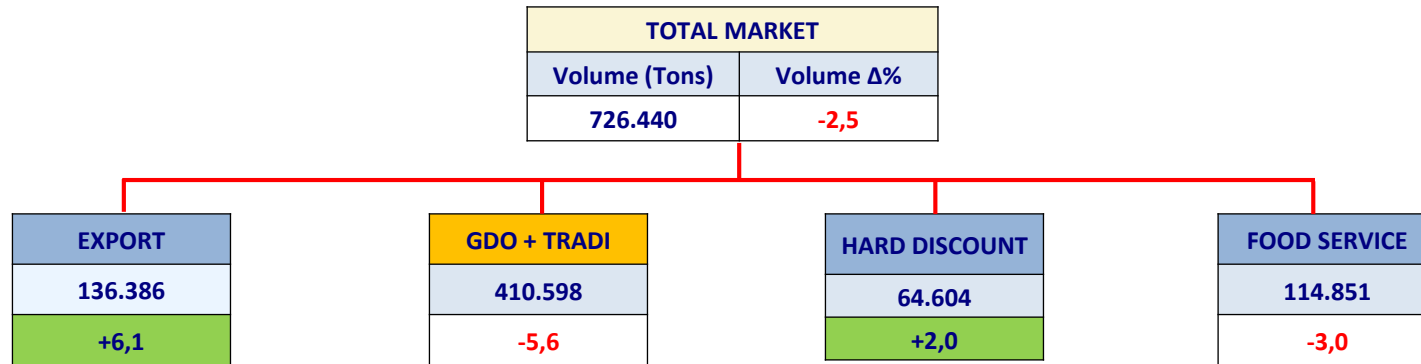 TOTAL MARKET
Volume (Tons) Volume Δ%
726.440 -2,5
EXPORT
136.386
+6,1
GDO + TRADI
410.598
-5,6
HARD DISCOUNT
64.604
+2,0
FOOD SERVICE
114.851
-3,0